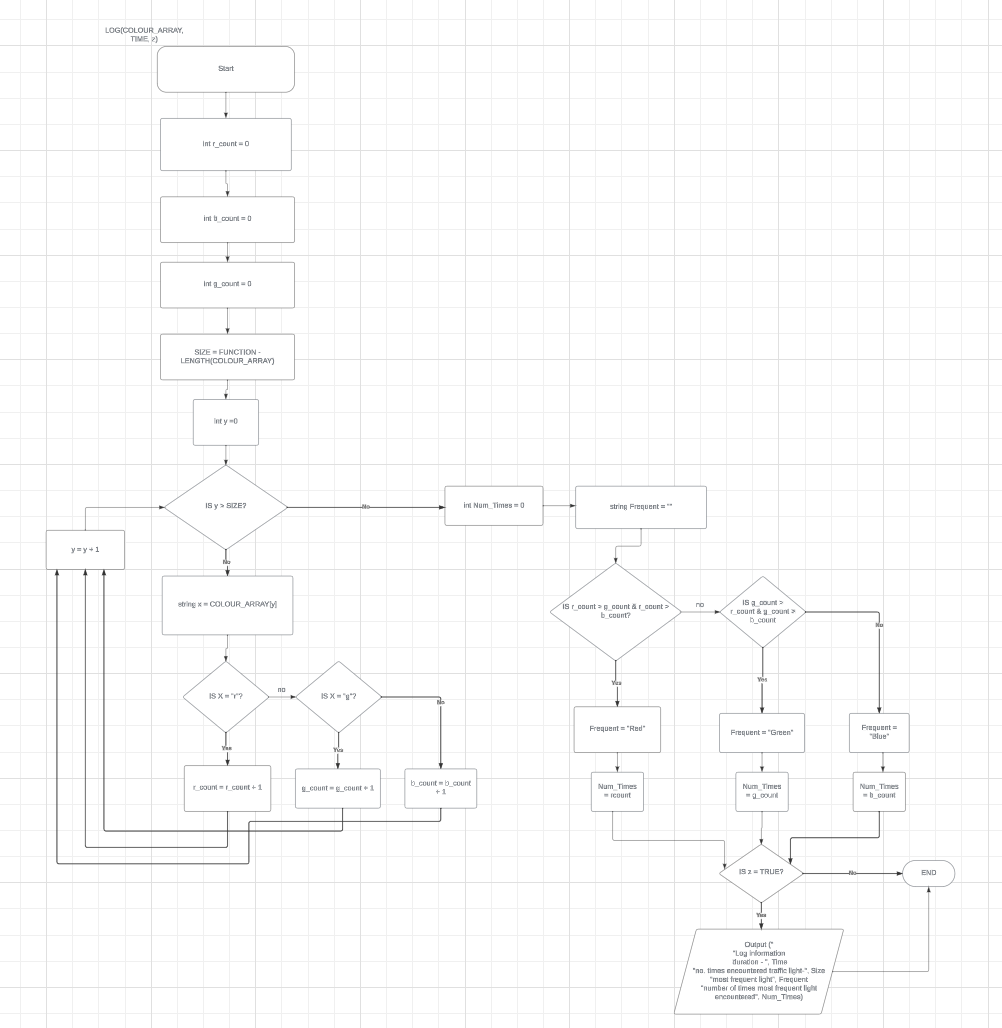 LOG(COLOUR_ARRAY,
TIME, z)
Start
int r_count = 0
int b_count = 0
int g_count = 0
SIZE = FUNCTION -
LENGTH(COLOUR_ARRAY)
int y =0
IS y > SIZE?
No
int Num_Times = 0
string Frequent = ""
y = y + 1
No
string x = COLOUR_ARRAY[y]
IS r_count > g_count & r_count >
b_count?
no
IS g_count >
r_count & g_count >
b_count
No
IS X = "r"?
no
IS X = "g"?
No
Yes
Yes
Yes
Yes
Frequent = "Red"
Frequent = "Green"
Frequent =
"Blue"
r_count = r_count + 1
g_count = g_count + 1
b_count = b_count
+ 1
Num_Times
= rcount
Num_Times
= g_count
Num_Times
= b_count
IS z = TRUE?
No
END
Yes
Output ("
"Log information
duration - ", Time
"no. times encountered traffic light-", Size
"most frequent light", Frequent
"number of times most frequent light
encountered", Num_Times)